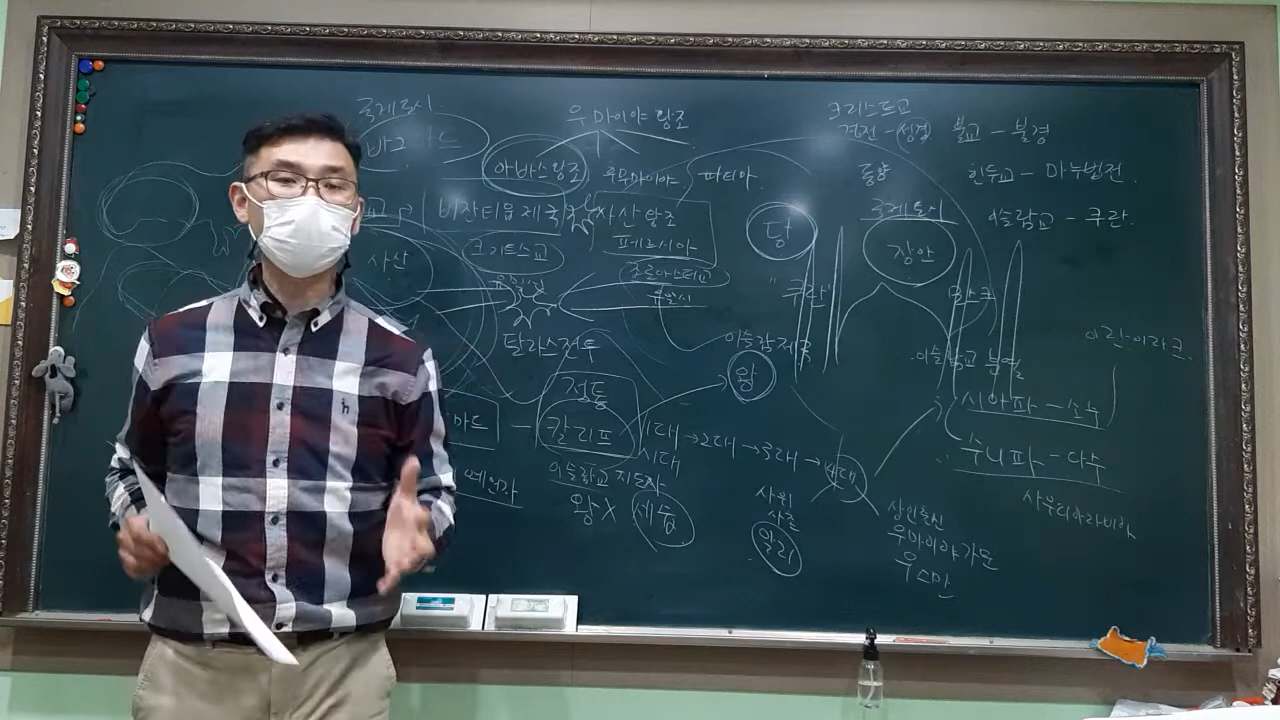 국제도시
바그다드
우마이야 왕조
아바스왕조
후우마이야
파티마
크리스트교
경전-성경 불교-불경
동양
힌두교-마누법전
국제도시
이슬람교-쿠란
당
장안
비잔티움제국
사산왕조
페르시아
사산
크리스트교
조로아스터교
"쿠란"
탈라스전투
이슬람제국
왕
이슬람교 분열
이란·이라크
시아파-소수
수니파-다수
사우디아라비아
정통
칼리프
1대→2대→3대→4대
시대
이슬람교 지도자
왕X
세습
예언자
사위
사촌
알리
상인출신
우마이야가문
우스만